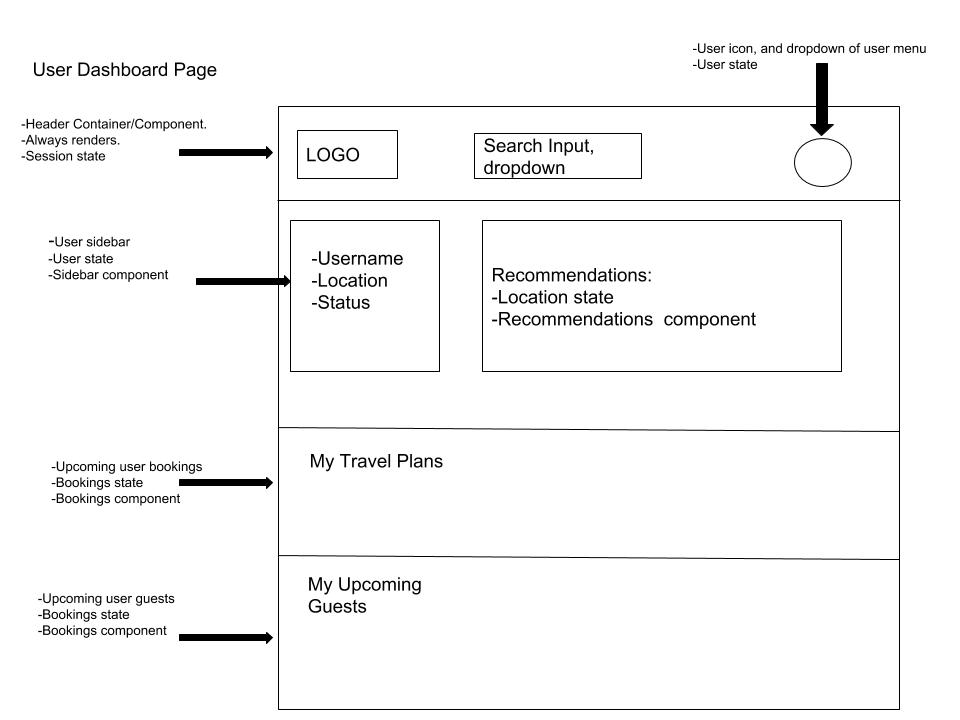 -User icon, and dropdown of user menu
-User state
User Dashboard Page
-Header Container/Component.
-Always renders.
-Session state
LOGO
Search Input,
dropdown
-User sidebar
-User state
-Sidebar component
-Username
-Location
-Status
Recommendations:
-Location state
-Recommendations  component
-Upcoming user bookings
-Bookings state
-Bookings component
My Travel Plans
-Upcoming user guests
-Bookings state
-Bookings component
My Upcoming
Guests